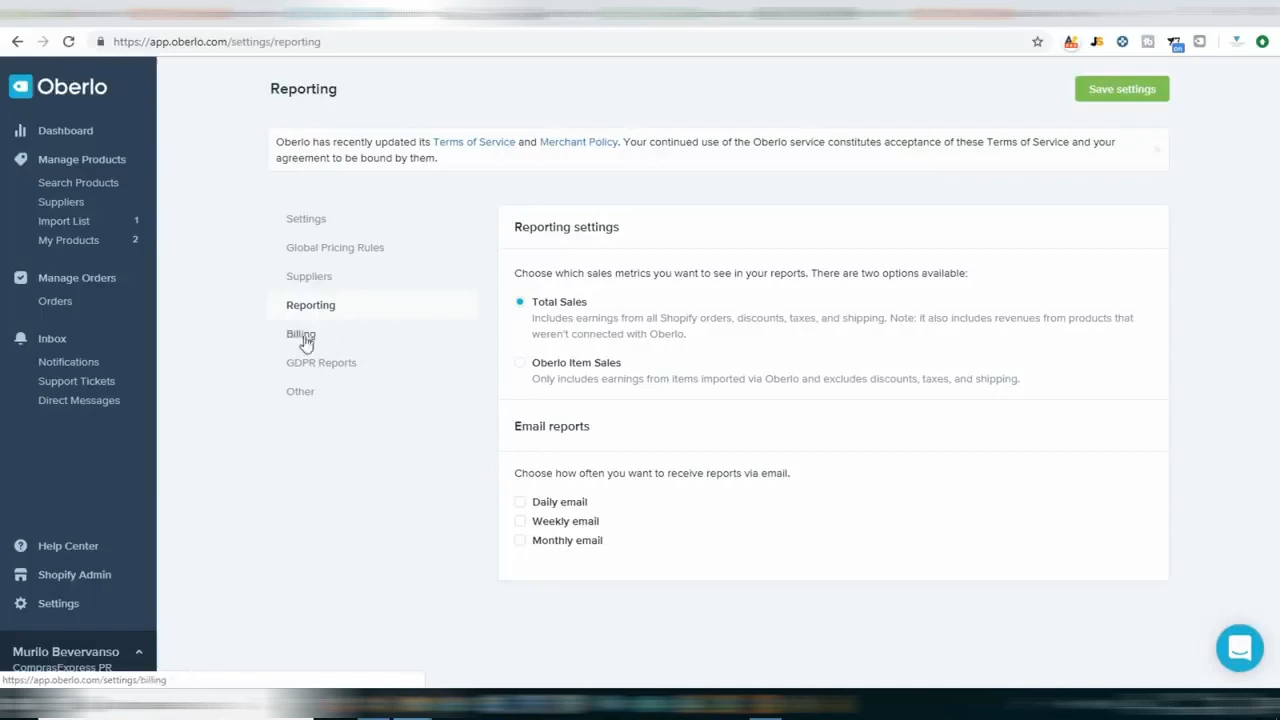 https://app.oberlo.com/settings/reporting
JS
on
Oberlo
Dashboard
Manage Products
Search Products
Suppliers
Import List 1
My Products 2
Manage Orders
Orders
Inbox
Notifications
Support Tickets
Direct Messages
Help Center
Shopify Admin
Settings
Murilo Bevervanso
ComprasExpress PR
https://app.oberlo.com/settings/billing
Reporting
Save settings
Oberlo has recently updated its Terms of Service and Merchant Policy. Your continued use of the Oberlo service constitutes acceptance of these Terms of Service and your
agreement to be bound by them.
Settings
Global Pricing Rules
Suppliers
Reporting
Billing
GDPR Reports
Other
Reporting settings
Choose which sales metrics you want to see in your reports. There are two options available:
Total Sales
Includes earnings from all Shopify orders, discounts, taxes, and shipping. Note: it also includes revenues from products that
weren't connected with Oberlo.
Oberlo Item Sales
Only includes earnings from items imported via Oberlo and excludes discounts, taxes, and shipping.
Email reports
Choose how often you want to receive reports via email.
Daily email
Weekly email
Monthly email